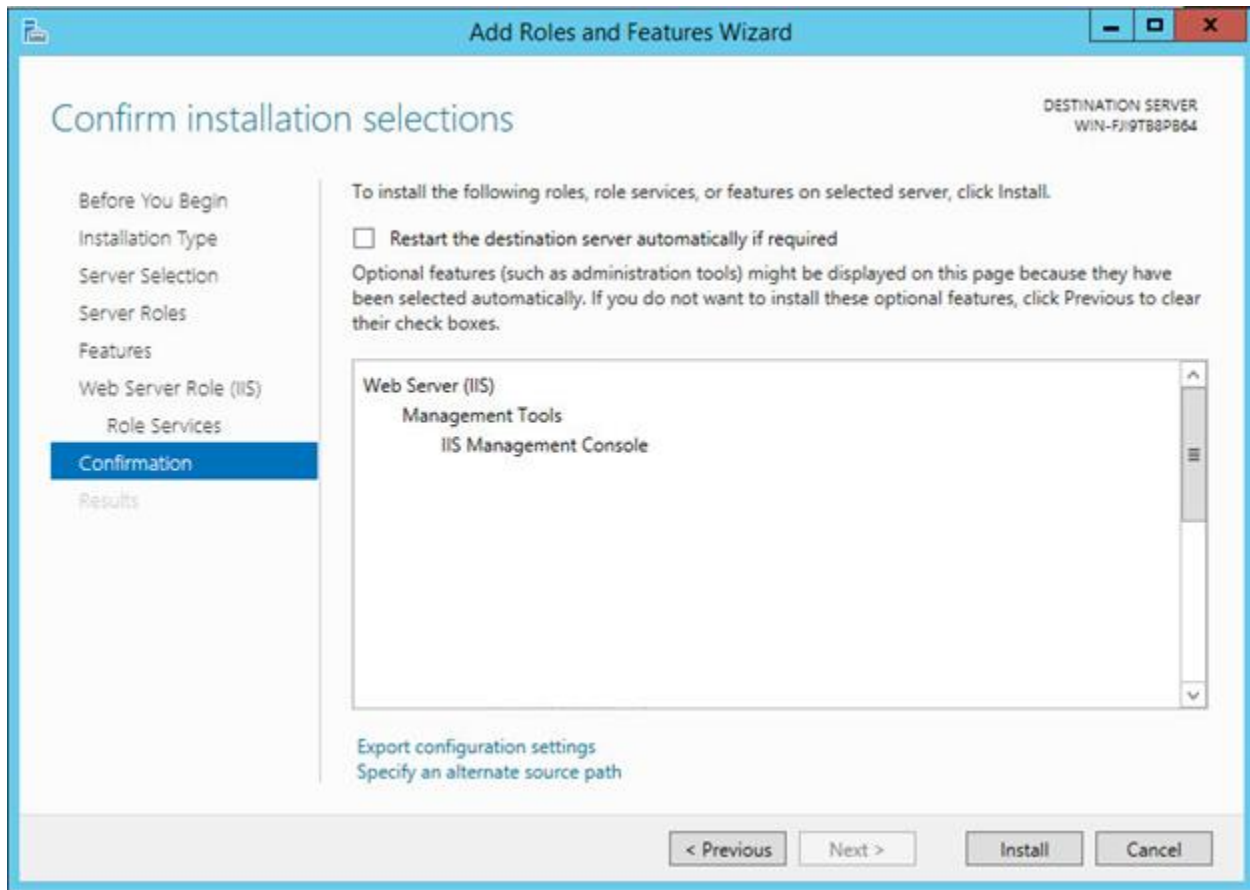 Add Roles and Features Wizard
Confirm installation selections
DESTINATION SERVER
WIN-FJI9TB8PB64
Before You Begin
Installation Type
Server Selection
Server Roles
Features
Web Server Role (IIS)
Role Services
Confirmation
Results
To install the following roles, role services, or features on selected server, click Install.
Restart the destination server automatically if required
Optional features (such as administration tools) might be displayed on this page because they have
been selected automatically. If you do not want to install these optional features, click Previous to clear
their check boxes.
Web Server (IIS)
Management Tools
IIS Management Console
Export configuration settings
Specify an alternate source path
< Previous
Next >
Install
Cancel